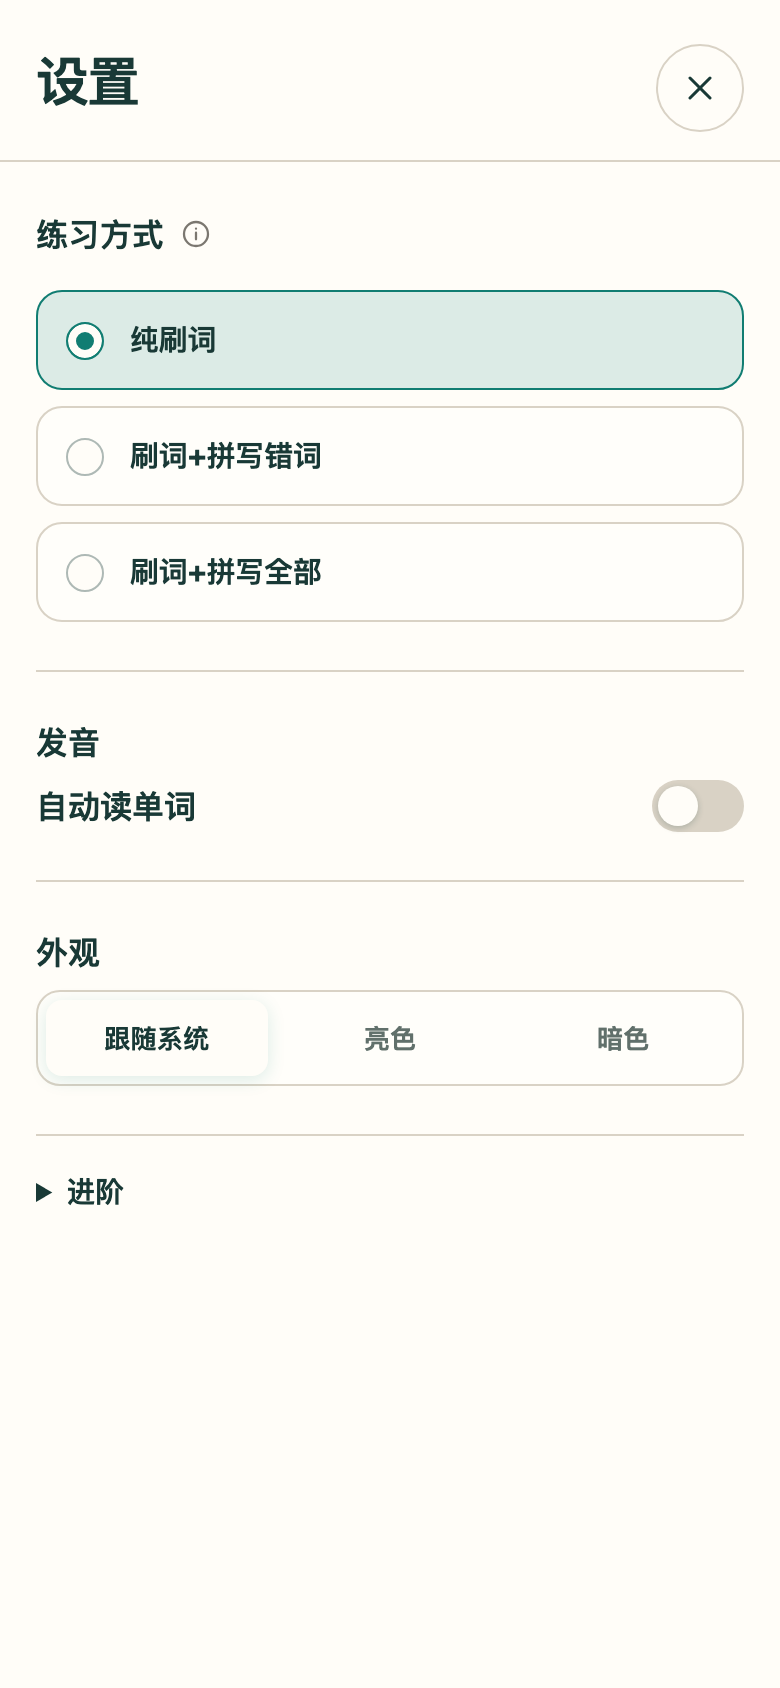 设置
练习方式
纯刷词
刷词+拼写错词
刷词+拼写全部
发音
自动读单词
外观
跟随系统 亮色 暗色
进阶